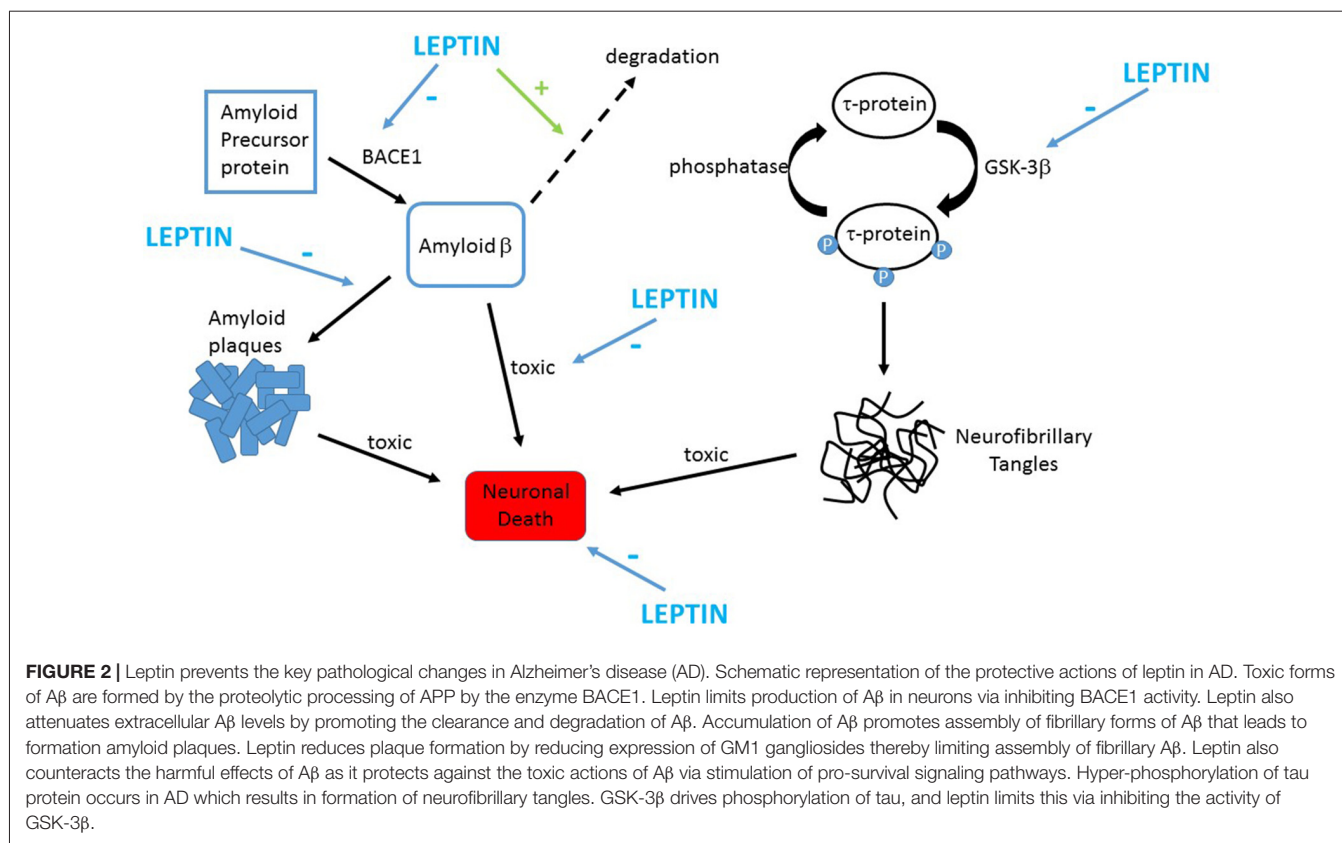 LEPTIN
degradation
-
+
LEPTIN
-
Amyloid
Precursor
protein
BACE1
τ-protein
phosphatase
GSK-3β
LEPTIN
-
Amyloid β
τ-protein
P
P
P
LEPTIN
-
Amyloid
plaques
toxic
toxic
toxic
Neurofibrillary
Tangles
Neuronal
Death
-
LEPTIN
FIGURE 2 | Leptin prevents the key pathological changes in Alzheimer's disease (AD). Schematic representation of the protective actions of leptin in AD. Toxic forms
of Aβ are formed by the proteolytic processing of APP by the enzyme BACE1. Leptin limits production of Aβ in neurons via inhibiting BACE1 activity. Leptin also
attenuates extracellular Aβ levels by promoting the clearance and degradation of Aβ. Accumulation of Aβ promotes assembly of fibrillary forms of Aβ that leads to
formation amyloid plaques. Leptin reduces plaque formation by reducing expression of GM1 gangliosides thereby limiting assembly of fibrillary Aβ. Leptin also
counteracts the harmful effects of Aβ as it protects against the toxic actions of Aβ via stimulation of pro-survival signaling pathways. Hyper-phosphorylation of tau
protein occurs in AD which results in formation of neurofibrillary tangles. GSK-3β drives phosphorylation of tau, and leptin limits this via inhibiting the activity of
GSK-3β.